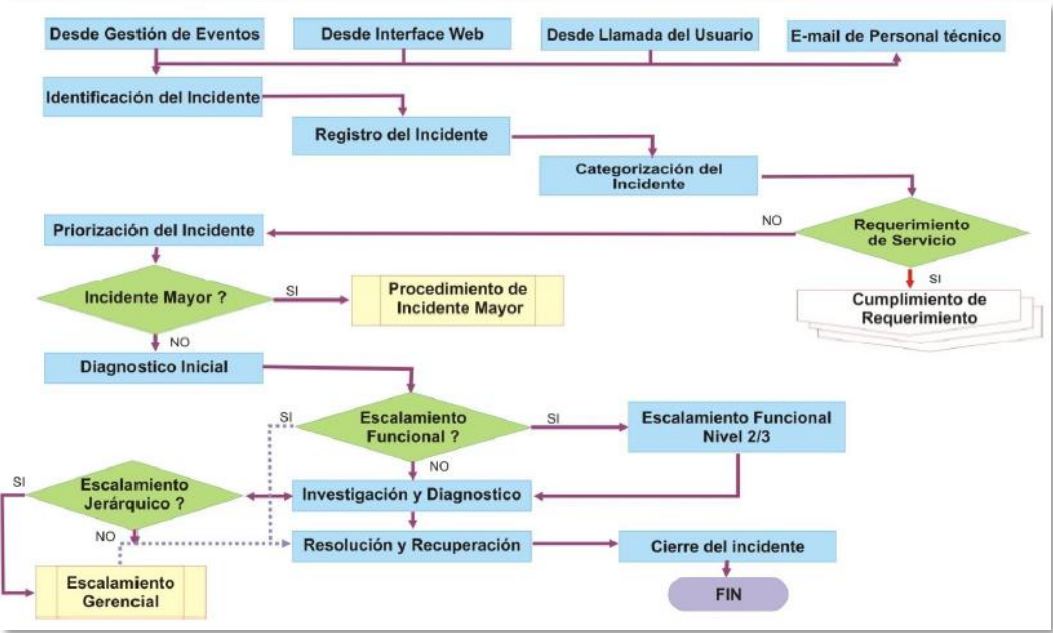 Desde Gestión de Eventos
Desde Interface Web
Desde Llamada del Usuario
E-mail de Personal técnico
Identificación del Incidente
Registro del Incidente
Categorización del
Incidente
Requerimiento
de Servicio
NO
SI
Cumplimiento de
Requerimiento
Priorización del Incidente
Incidente Mayor ?
SI
Procedimiento de
Incidente Mayor
NO
Diagnostico Inicial
SI
Escalamiento
Funcional ?
SI
Escalamiento Funcional
Nivel 2/3
NO
SI
Escalamiento
Jerárquico ?
Investigación y Diagnostico
NO
Resolución y Recuperación
Cierre del incidente
Escalamiento
Gerencial
FIN